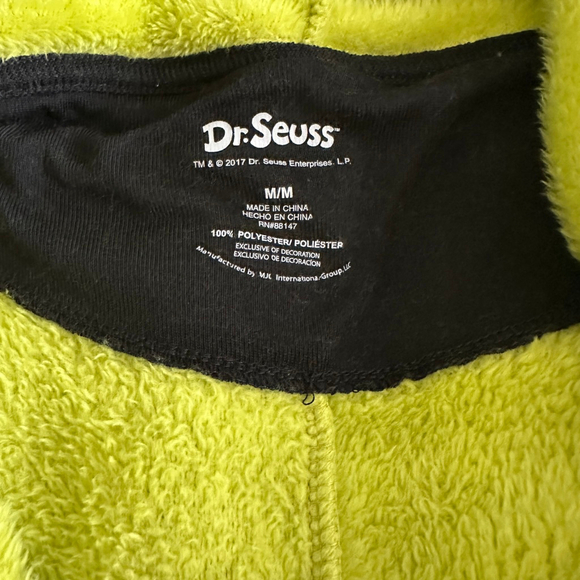 Dr. Seuss™
TM & © 2017 Dr. Seuss Enterprises, L.P.
M/M
MADE IN CHINA
HECHO EN CHINA
RN#88147
100% POLYESTER/ POLIÉSTER
EXCLUSIVE OF DECORATION
EXCLUSIVO DE DECORACION
Manufactured by MJC International Group, LLC